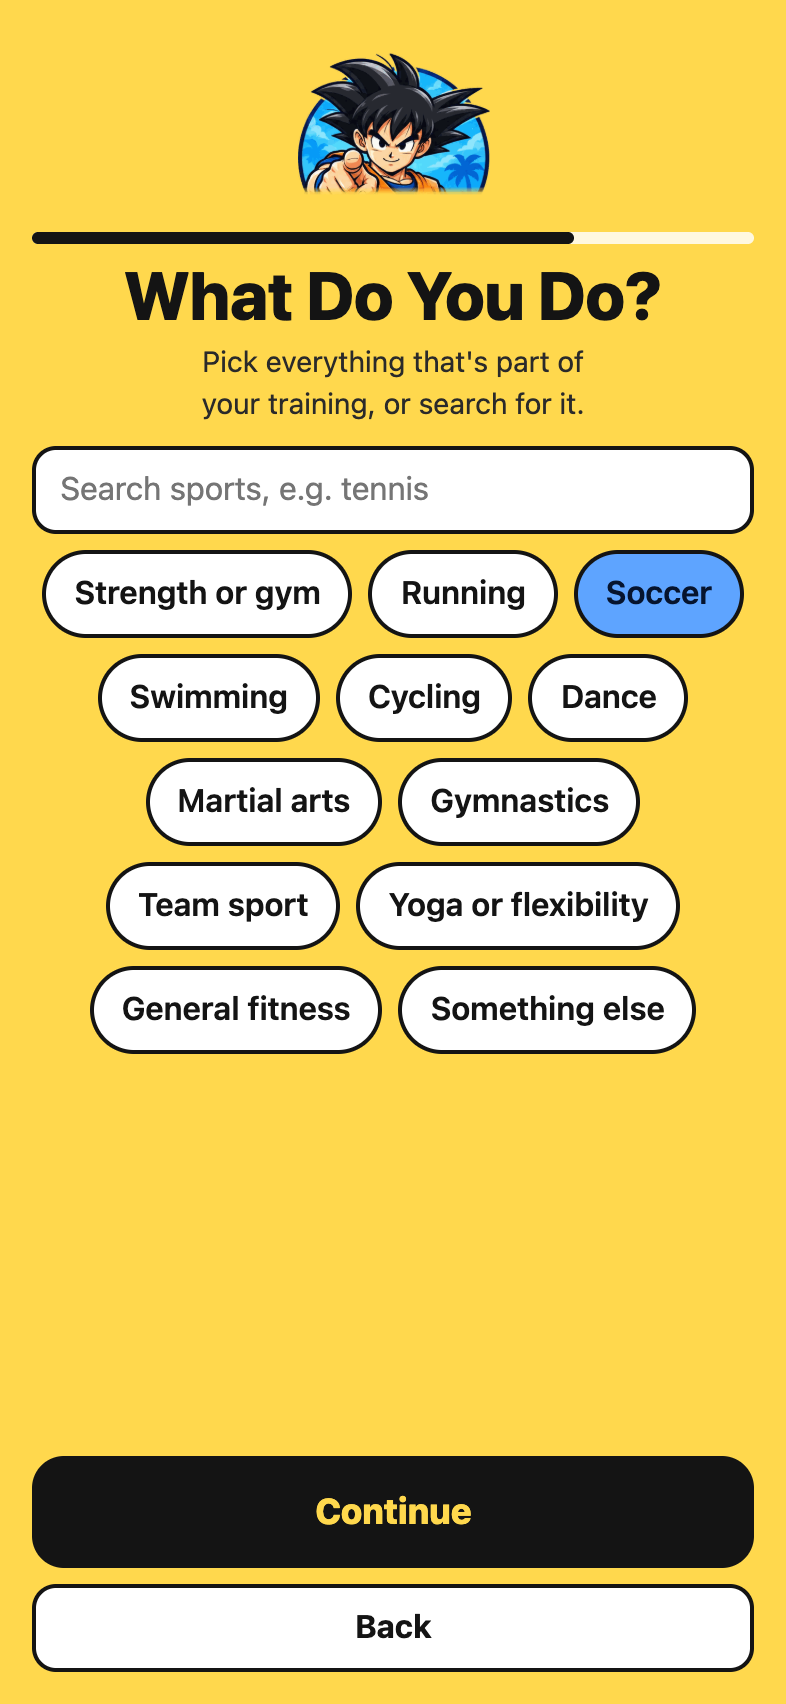 What Do You Do?
Pick everything that's part of
your training, or search for it.
Search sports, e.g. tennis
Strength or gym Running Soccer
Swimming Cycling Dance
Martial arts Gymnastics
Team sport Yoga or flexibility
General fitness Something else
Continue
Back